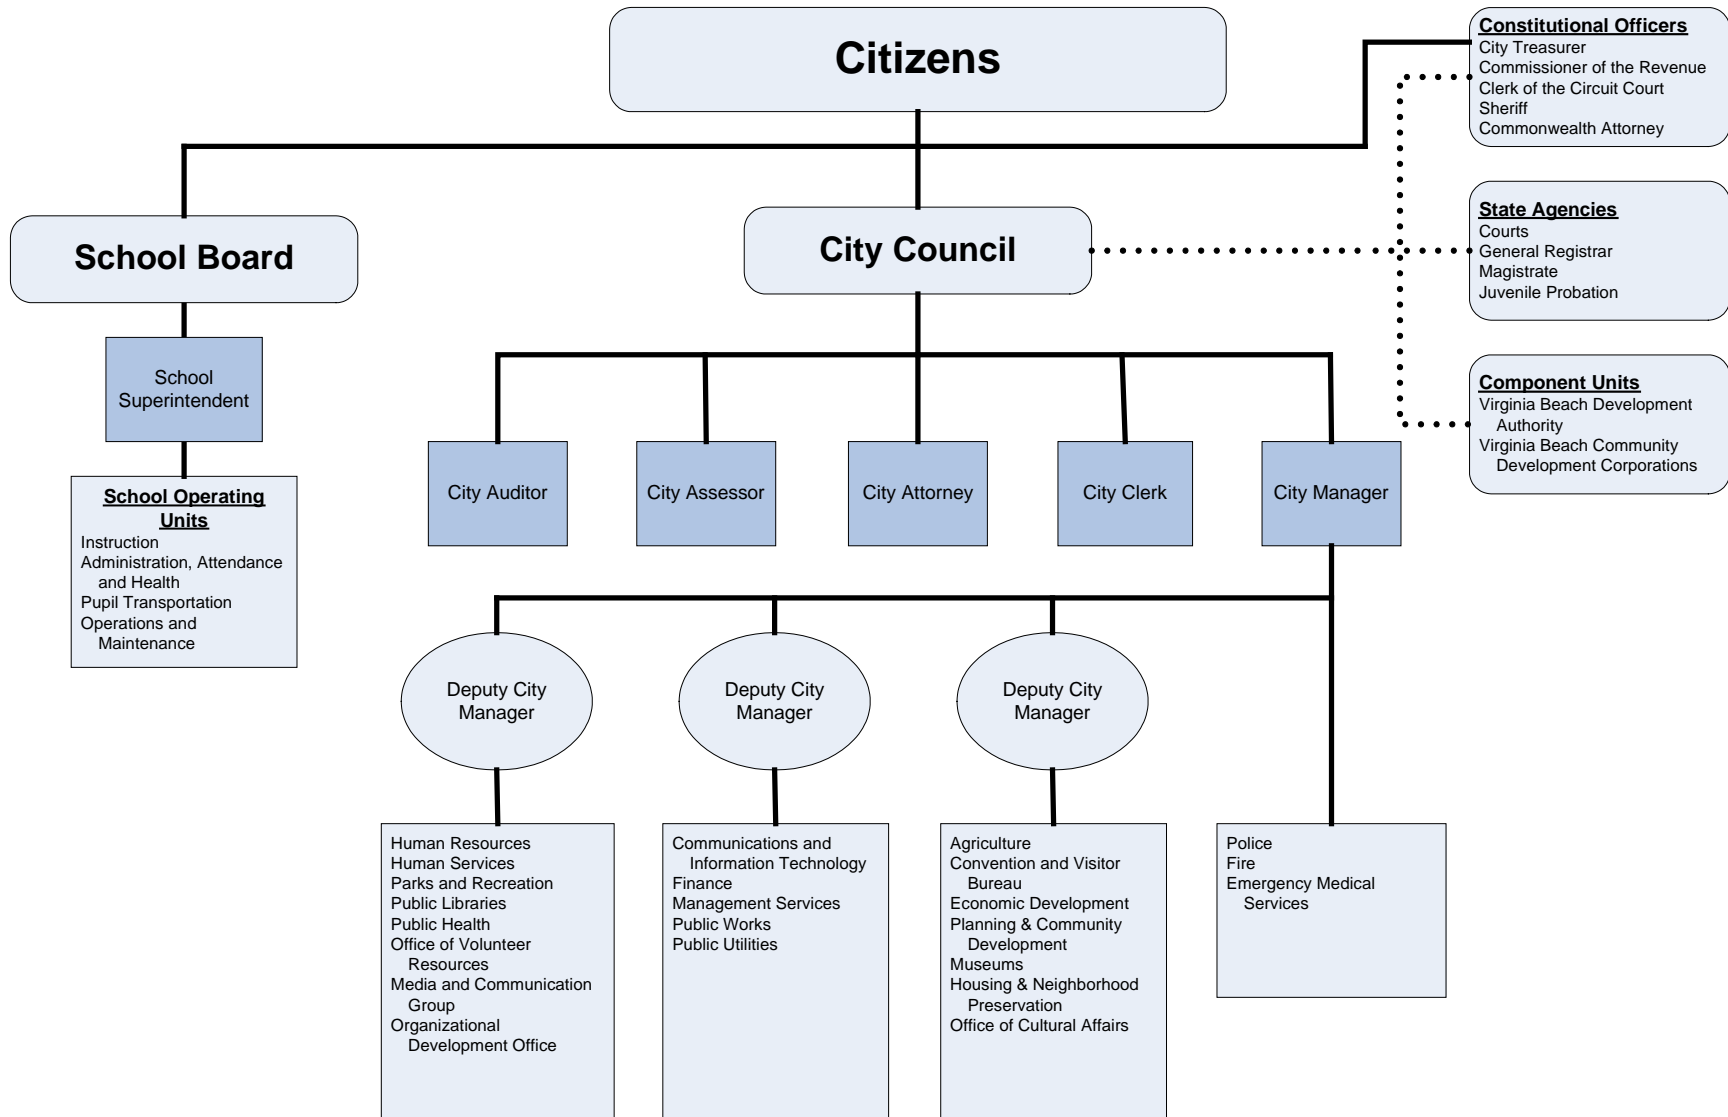 Citizens
Constitutional Officers
City Treasurer
Commissioner of the Revenue
Clerk of the Circuit Court
Sheriff
Commonwealth Attorney
School Board
City Council
State Agencies
Courts
General Registrar
Magistrate
Juvenile Probation
School
Superintendent
Component Units
Virginia Beach Development
Authority
Virginia Beach Community
Development Corporations
School Operating
Units
Instruction
Administration, Attendance
and Health
Pupil Transportation
Operations and
Maintenance
City Auditor
City Assessor
City Attorney
City Clerk
City Manager
Deputy City
Manager
Deputy City
Manager
Deputy City
Manager
Human Resources
Human Services
Parks and Recreation
Public Libraries
Public Health
Office of Volunteer
Resources
Media and Communication
Group
Organizational
Development Office
Communications and
Information Technology
Finance
Management Services
Public Works
Public Utilities
Agriculture
Convention and Visitor
Bureau
Economic Development
Planning & Community
Development
Museums
Housing & Neighborhood
Preservation
Office of Cultural Affairs
Police
Fire
Emergency Medical
Services